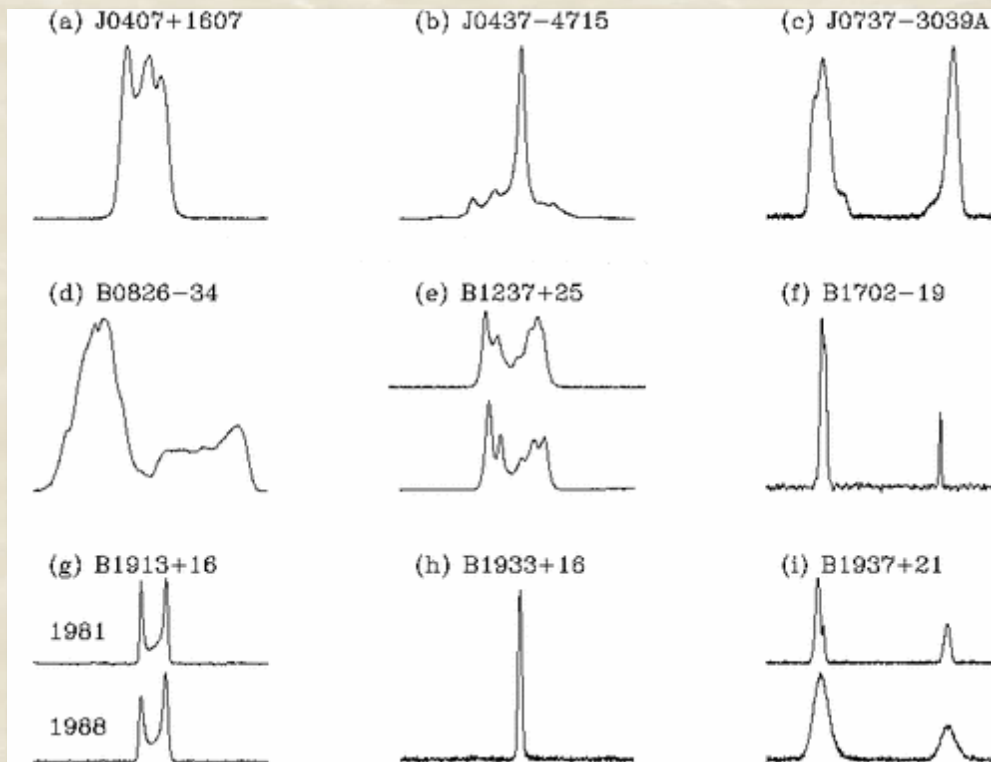 (a) J0407+1607
(b) J0437−4715
(c) J0737−3039A
(d) B0826−34
(e) B1237+25
(f) B1702−19
(g) B1913+16
1981
1988
(h) B1933+16
(i) B1937+21